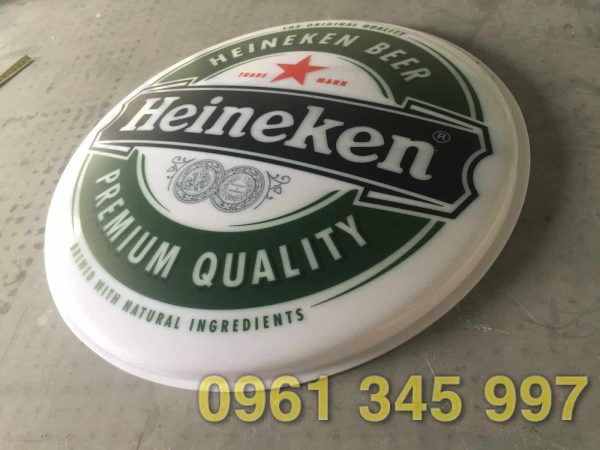 THE ORIGINAL QUALITY
HEINEKEN BEER
TRADE MARK
Heineken®
PREMIUM QUALITY
BREWED WITH NATURAL INGREDIENTS
0961 345 997